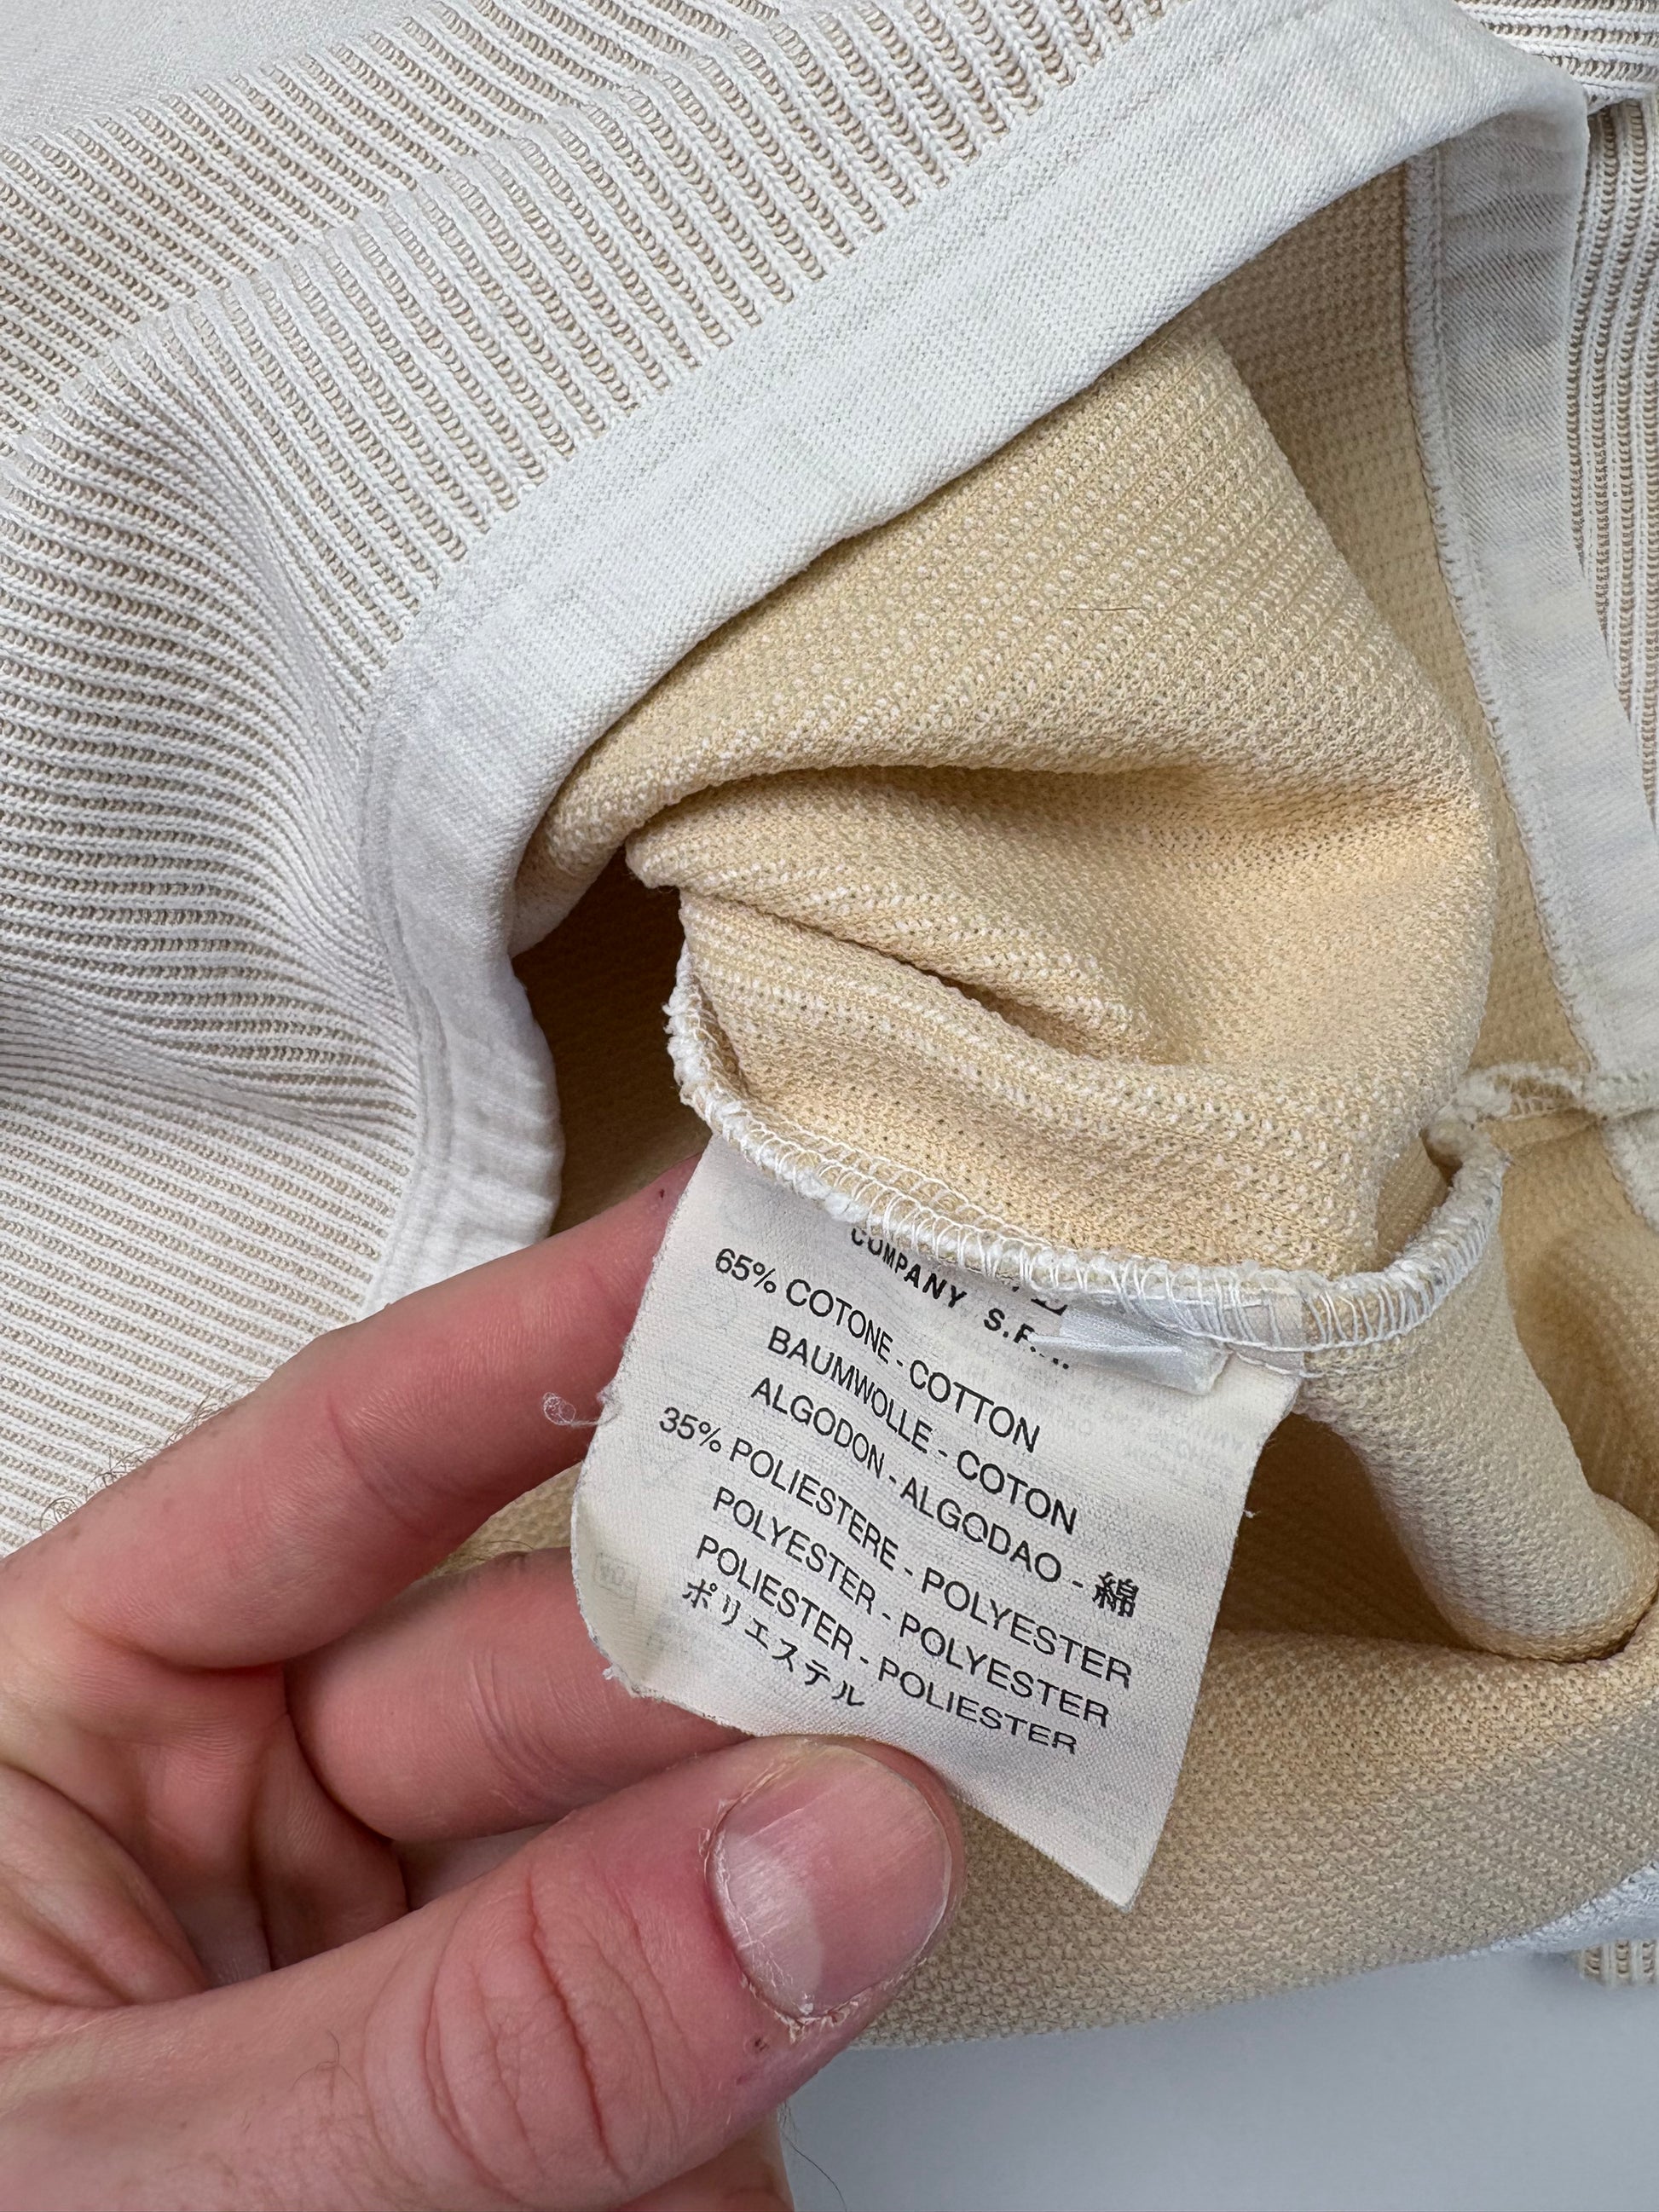 COMPANY S.P.A.
65% COTONE - COTTON
BAUMWOLLE - COTON
ALGODON - ALGODAO - 綿
35% POLIESTERE - POLYESTER
POLYESTER - POLYESTER
POLIESTER - POLIESTER
ポリエステル